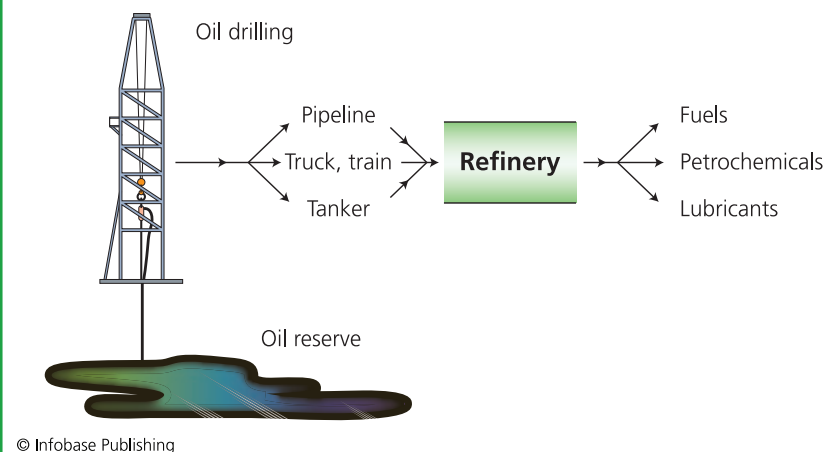 Oil drilling
Pipeline
Truck, train
Tanker
Refinery
Fuels
Petrochemicals
Lubricants
Oil reserve
© Infobase Publishing